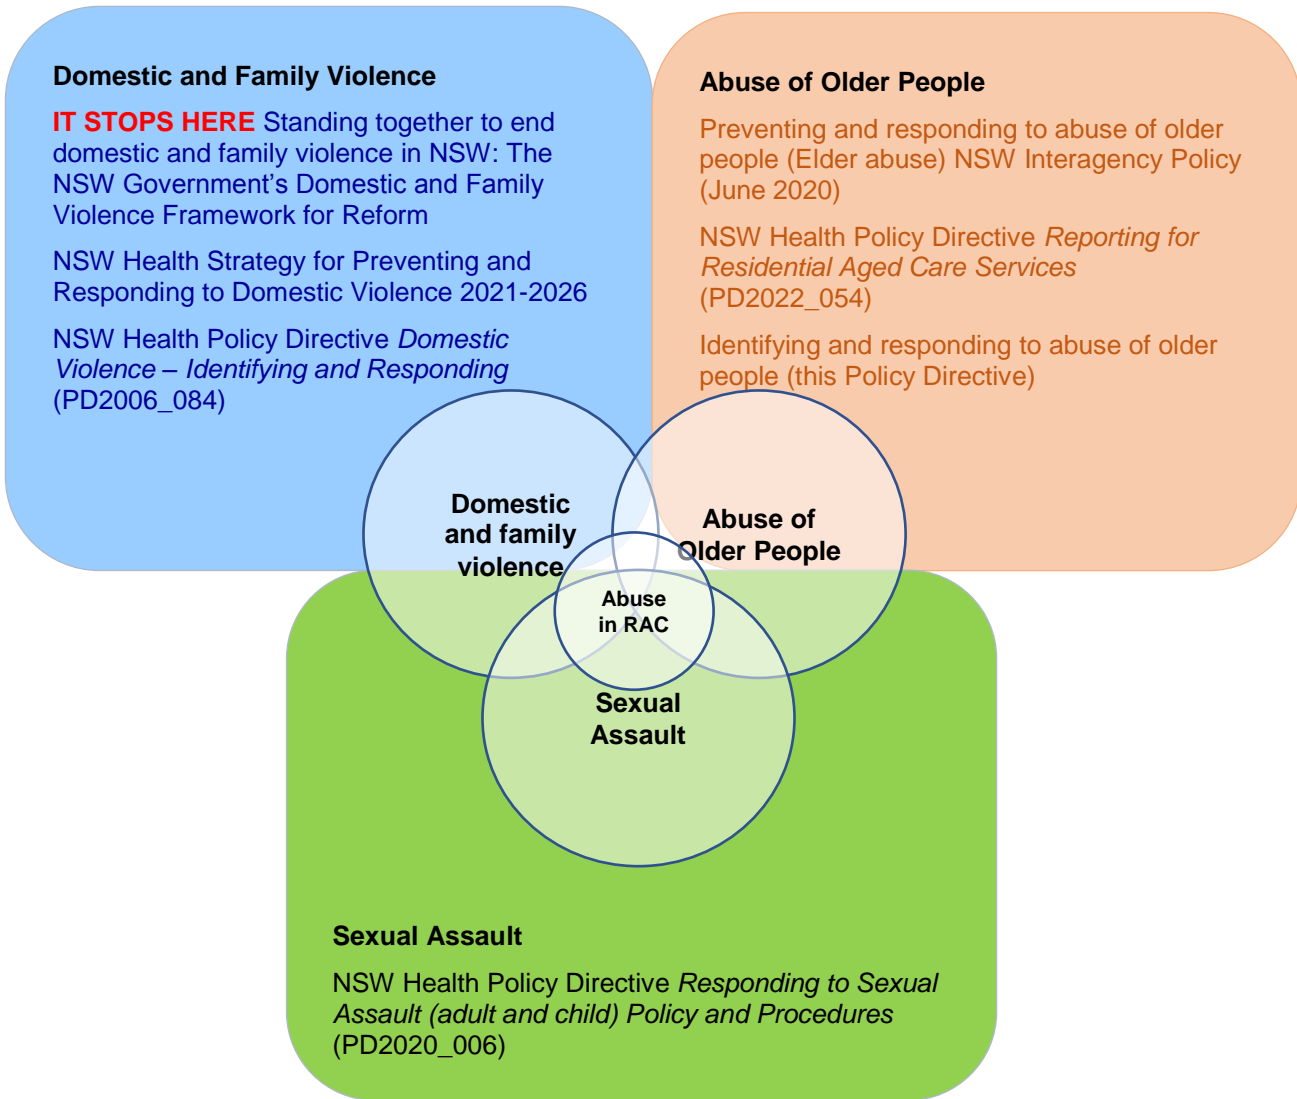 Domestic and Family Violence
IT STOPS HERE Standing together to end
domestic and family violence in NSW: The
NSW Government's Domestic and Family
Violence Framework for Reform
NSW Health Strategy for Preventing and
Responding to Domestic Violence 2021-2026
NSW Health Policy Directive Domestic
Violence – Identifying and Responding
(PD2006_084)
Abuse of Older People
Preventing and responding to abuse of older
people (Elder abuse) NSW Interagency Policy
(June 2020)
NSW Health Policy Directive Reporting for
Residential Aged Care Services
(PD2022_054)
Identifying and responding to abuse of older
people (this Policy Directive)
Domestic
and family
violence
Abuse of
Older People
Abuse
in RAC
Sexual
Assault
Sexual Assault
NSW Health Policy Directive Responding to Sexual
Assault (adult and child) Policy and Procedures
(PD2020_006)